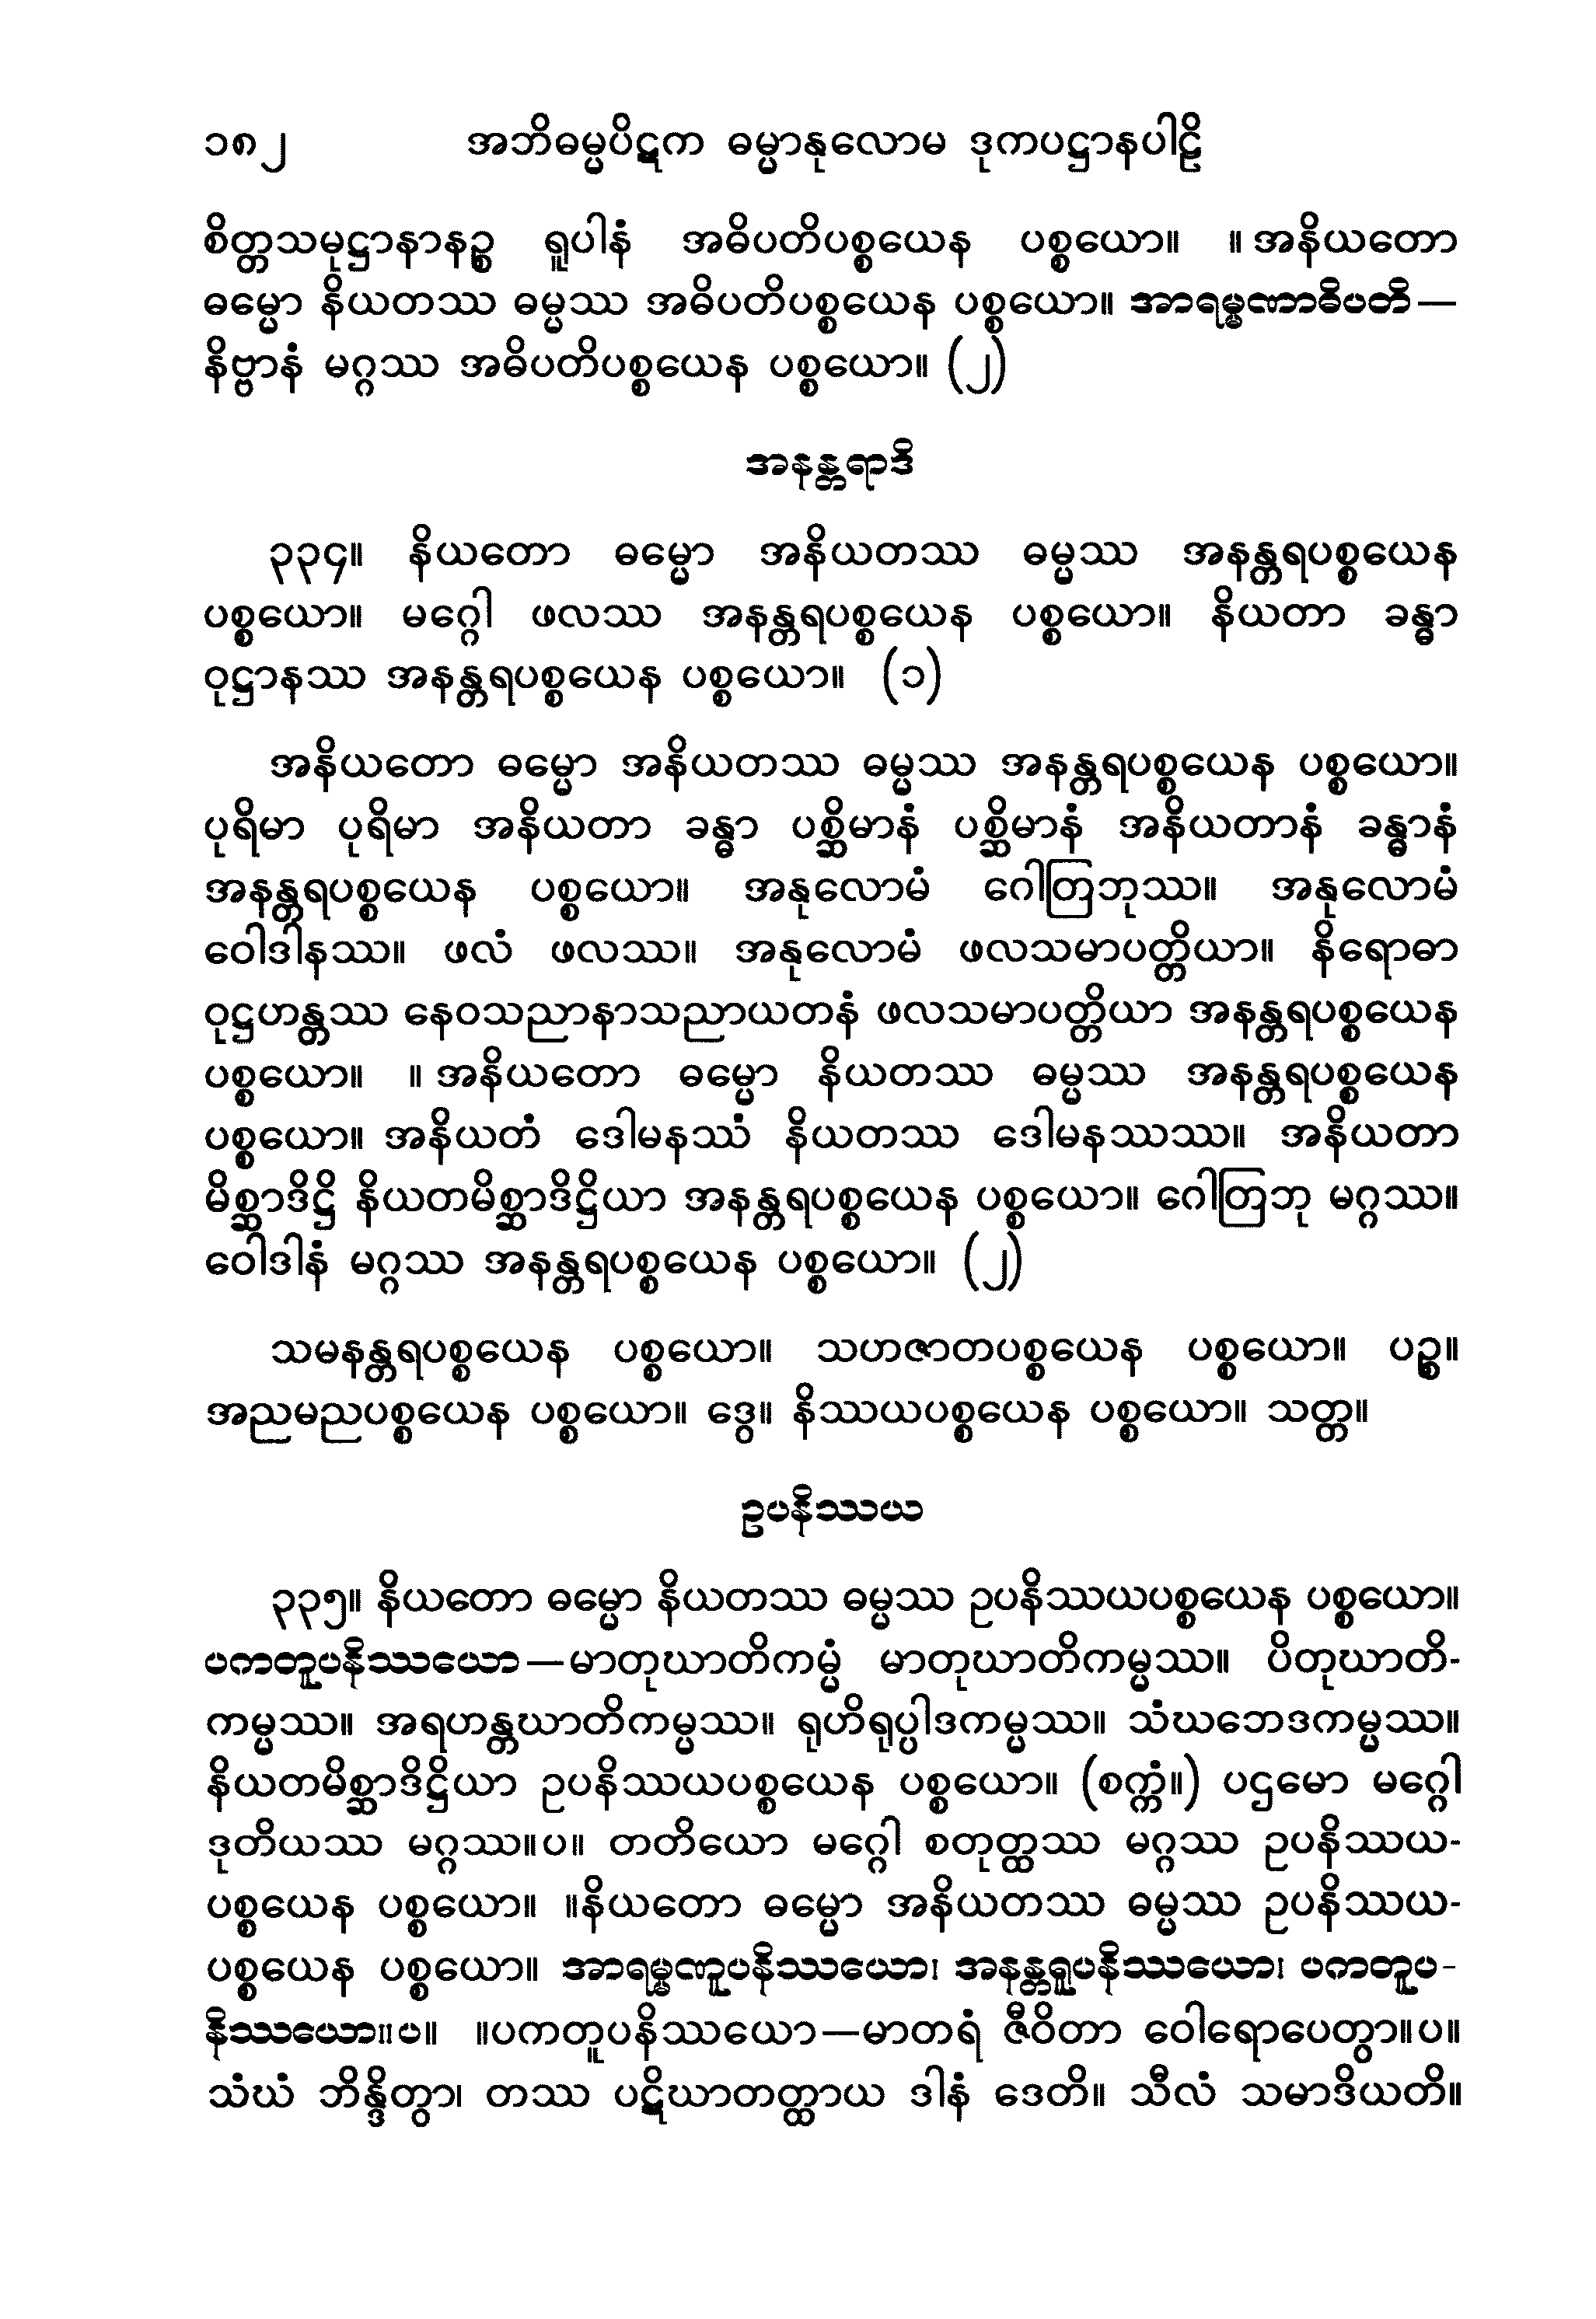 ၁၈၂ အဘိဓမ္မပိဋက ဓမ္မာနုလောမ ဒုကပဋ္ဌာနပါဠိ
စိတ္တသမုဋ္ဌာနာနဉ္စ ရူပါနံ အဓိပတိပစ္စယေန ပစ္စယော။ ။ အနိယတော
ဓမ္မော နိယတဿ ဓမ္မဿ အဓိပတိပစ္စယေန ပစ္စယော။ အာရမ္မဏာဓိပတိ—
နိဗ္ဗာနံ မဂ္ဂဿ အဓိပတိပစ္စယေန ပစ္စယော။ (၂)
အနန္တရာဒိ
၃၃၄။ နိယတော ဓမ္မော အနိယတဿ ဓမ္မဿ အနန္တရပစ္စယေန
ပစ္စယော။ မဂ္ဂေါ ဖလဿ အနန္တရပစ္စယေန ပစ္စယော။ နိယတာ ခန္ဓာ
ဝုဋ္ဌာနဿ အနန္တရပစ္စယေန ပစ္စယော။ (၁)
အနိယတော ဓမ္မော အနိယတဿ ဓမ္မဿ အနန္တရပစ္စယေန ပစ္စယော။
ပုရိမာ ပုရိမာ အနိယတာ ခန္ဓာ ပစ္ဆိမာနံ ပစ္ဆိမာနံ အနိယတာနံ ခန္ဓာနံ
အနန္တရပစ္စယေန ပစ္စယော။ အနုလောမံ ဂေါတြဘုဿ။ အနုလောမံ
ဝေါဒါနဿ။ ဖလံ ဖလဿ။ အနုလောမံ ဖလသမာပတ္တိယာ။ နိရောဓာ
ဝုဋ္ဌဟန္တဿ နေဝသညာနာသညာယတနံ ဖလသမာပတ္တိယာ အနန္တရပစ္စယေန
ပစ္စယော။ ။ အနိယတော ဓမ္မော နိယတဿ ဓမ္မဿ အနန္တရပစ္စယေန
ပစ္စယော။ အနိယတံ ဒေါမနဿံ နိယတဿ ဒေါမနဿဿ။ အနိယတာ
မိစ္ဆာဒိဋ္ဌိ နိယတမိစ္ဆာဒိဋ္ဌိယာ အနန္တရပစ္စယေန ပစ္စယော။ ဂေါတြဘု မဂ္ဂဿ။
ဝေါဒါနံ မဂ္ဂဿ အနန္တရပစ္စယေန ပစ္စယော။ (၂)
သမနန္တရပစ္စယေန ပစ္စယော။ သဟဇာတပစ္စယေန ပစ္စယော။ ပဉ္စ။
အညမညပစ္စယေန ပစ္စယော။ ဒွေ။ နိဿယပစ္စယေန ပစ္စယော။ သတ္တ။
ဥပနိဿယ
၃၃၅။ နိယတော ဓမ္မော နိယတဿ ဓမ္မဿ ဥပနိဿယပစ္စယေန ပစ္စယော။
ပကတူပနိဿယော—မာတုဃာတိကမ္မံ မာတုဃာတိကမ္မဿ။ ပိတုဃာတိ-
ကမ္မဿ။ အရဟန္တဃာတိကမ္မဿ။ ရုဟိရုပ္ပါဒကမ္မဿ။ သံဃဘေဒကမ္မဿ။
နိယတမိစ္ဆာဒိဋ္ဌိယာ ဥပနိဿယပစ္စယေန ပစ္စယော။ (စက္ကံ။) ပဌမော မဂ္ဂေါ
ဒုတိယဿ မဂ္ဂဿ။ပ။ တတိယော မဂ္ဂေါ စတုတ္ထဿ မဂ္ဂဿ ဥပနိဿယ-
ပစ္စယေန ပစ္စယော။ ။နိယတော ဓမ္မော အနိယတဿ ဓမ္မဿ ဥပနိဿယ-
ပစ္စယေန ပစ္စယော။ အာရမ္မဏူပနိဿယော၊ အနန္တရူပနိဿယော၊ ပကတူပ-
နိဿယော။ပ။ ။ပကတူပနိဿယော—မာတရံ ဇီဝိတာ ဝေါရောပေတွာ။ပ။
သံဃံ ဘိန္ဒိတွာ၊ တဿ ပဋိဃာတတ္ထာယ ဒါနံ ဒေတိ။ သီလံ သမာဒိယတိ။